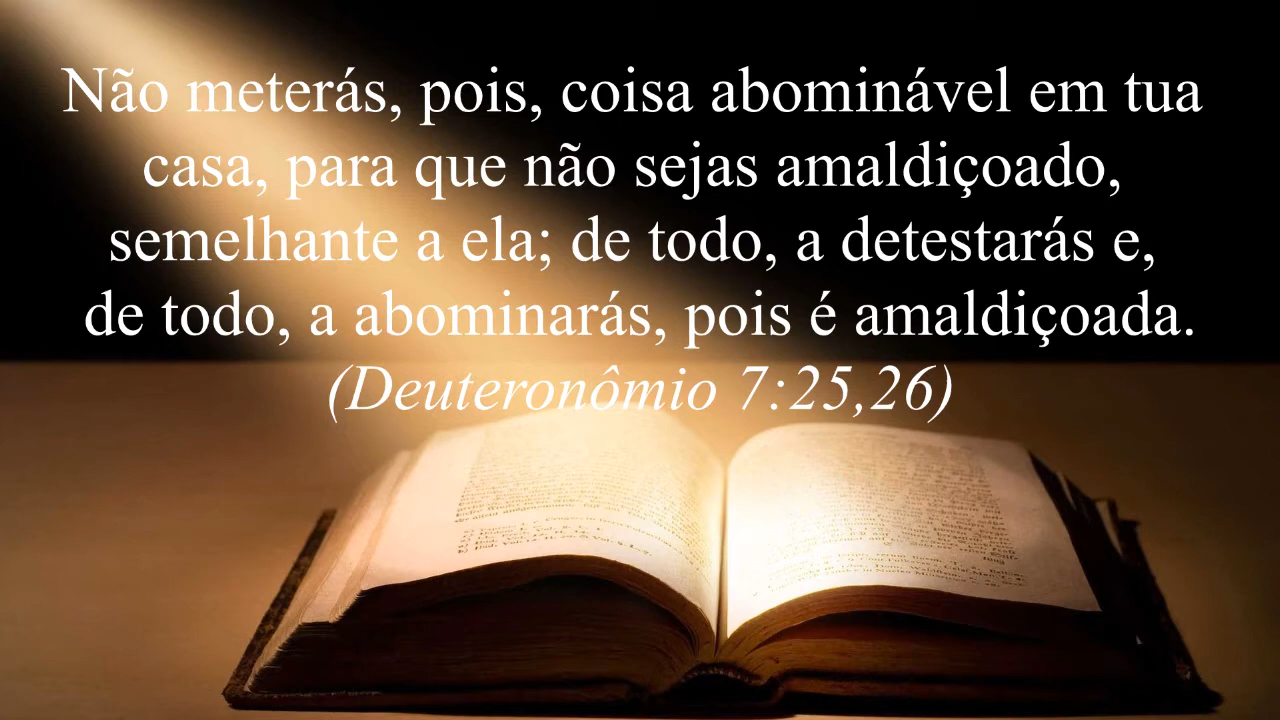 Não meterás, pois, coisa abominável em tua
casa, para que não sejas amaldiçoado,
semelhante a ela; de todo, a detestarás e,
de todo, a abominarás, pois é amaldiçoada.
(Deuteronômio 7:25,26)